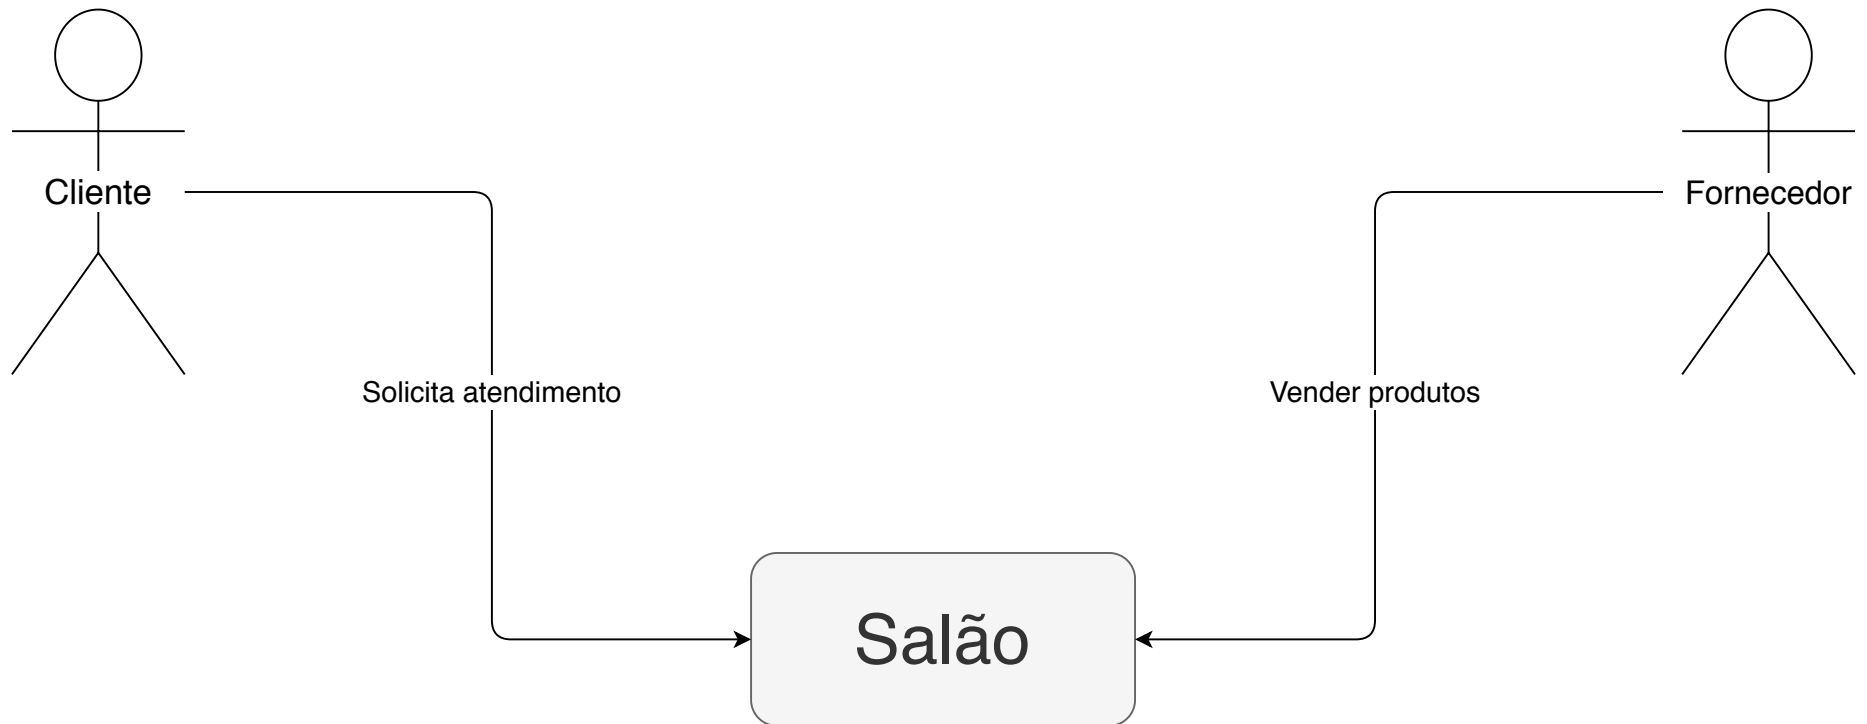 Cliente
Fornecedor
Solicita atendimento
Vender produtos
Salão